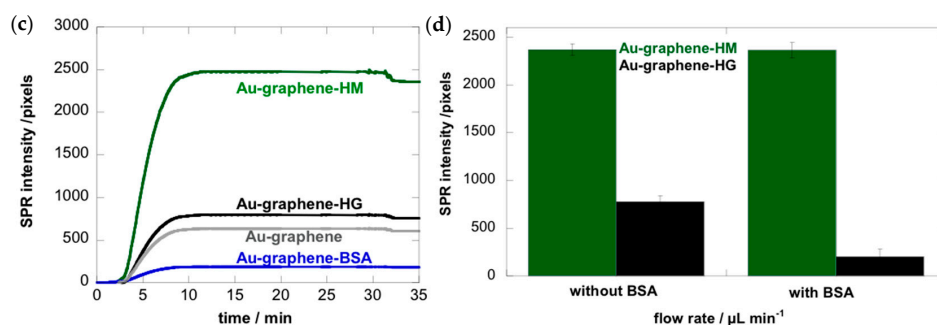 (c)
3000
2500
2000
1500
1000
500
0
SPR intensity /pixels
Au-graphene-HM
Au-graphene-HG
Au-graphene
Au-graphene-BSA
0 5 10 15 20 25 30 35
time / min
(d)
2500
2000
1500
1000
500
0
SPR intensity /pixels
Au-graphene-HM
Au-graphene-HG
without BSA with BSA
flow rate / µL min⁻¹